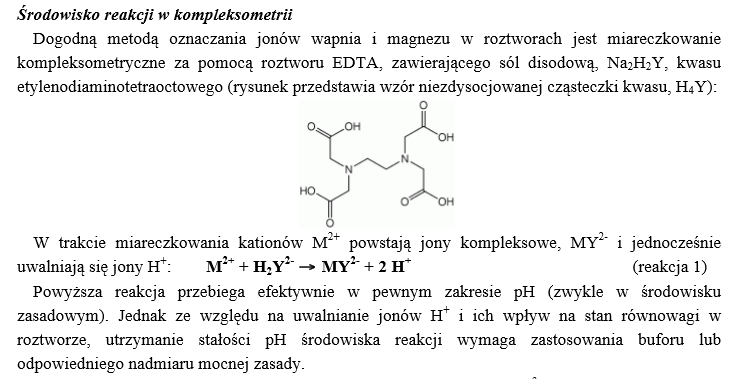 Środowisko reakcji w kompleksometrii
Dogodną metodą oznaczania jonów wapnia i magnezu w roztworach jest miareczkowanie
kompleksometryczne za pomocą roztworu EDTA, zawierającego sól disodową, Na₂H₂Y, kwasu
etylenodiaminotetraoctowego (rysunek przedstawia wzór niezdysocjowanej cząsteczki kwasu, H₄Y):
O
O OH
OH
N
N
HO
O OH
O
W trakcie miareczkowania kationów M²⁺ powstają jony kompleksowe, MY²⁻ i jednocześnie
uwalniają się jony H⁺: M²⁺ + H₂Y²⁻ → MY²⁻ + 2 H⁺ (reakcja 1)
Powyższa reakcja przebiega efektywnie w pewnym zakresie pH (zwykle w środowisku
zasadowym). Jednak ze względu na uwalnianie jonów H⁺ i ich wpływ na stan równowagi w
roztworze, utrzymanie stałości pH środowiska reakcji wymaga zastosowania buforu lub
odpowiedniego nadmiaru mocnej zasady.